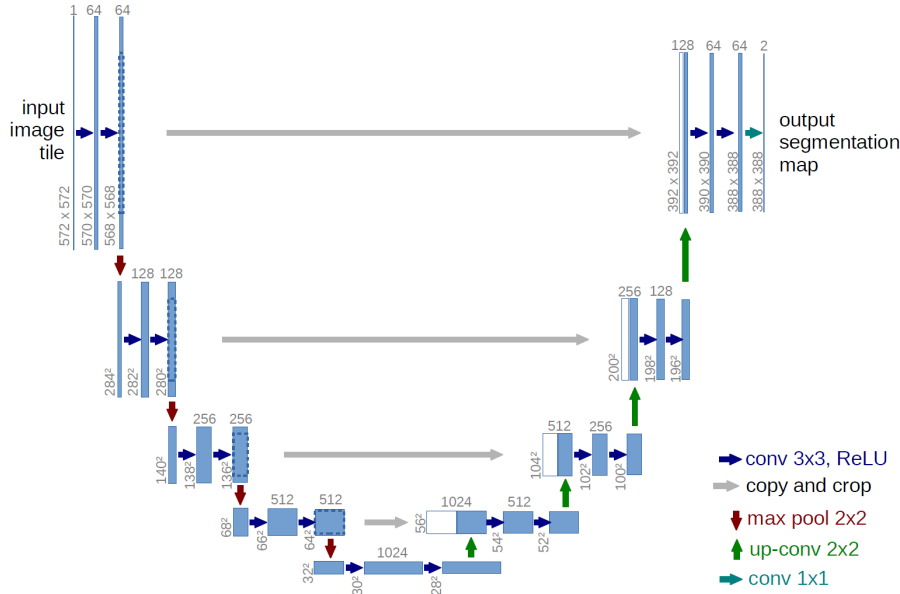 1 64 64
input
image
tile
572 x 572
570 x 570
568 x 568
128 64 64 2
output
segmentation
map
392 x 392
390 x 390
388 x 388
388 x 388
128 128
284²
282²
280²
256 128
200²
198²
196²
256 256
140²
138²
136²
512 256
104²
102²
100²
512 512
68²
66²
64²
1024 512
56²
54²
52²
1024
32²
30²
28²
conv 3x3, ReLU
copy and crop
max pool 2x2
up-conv 2x2
conv 1x1